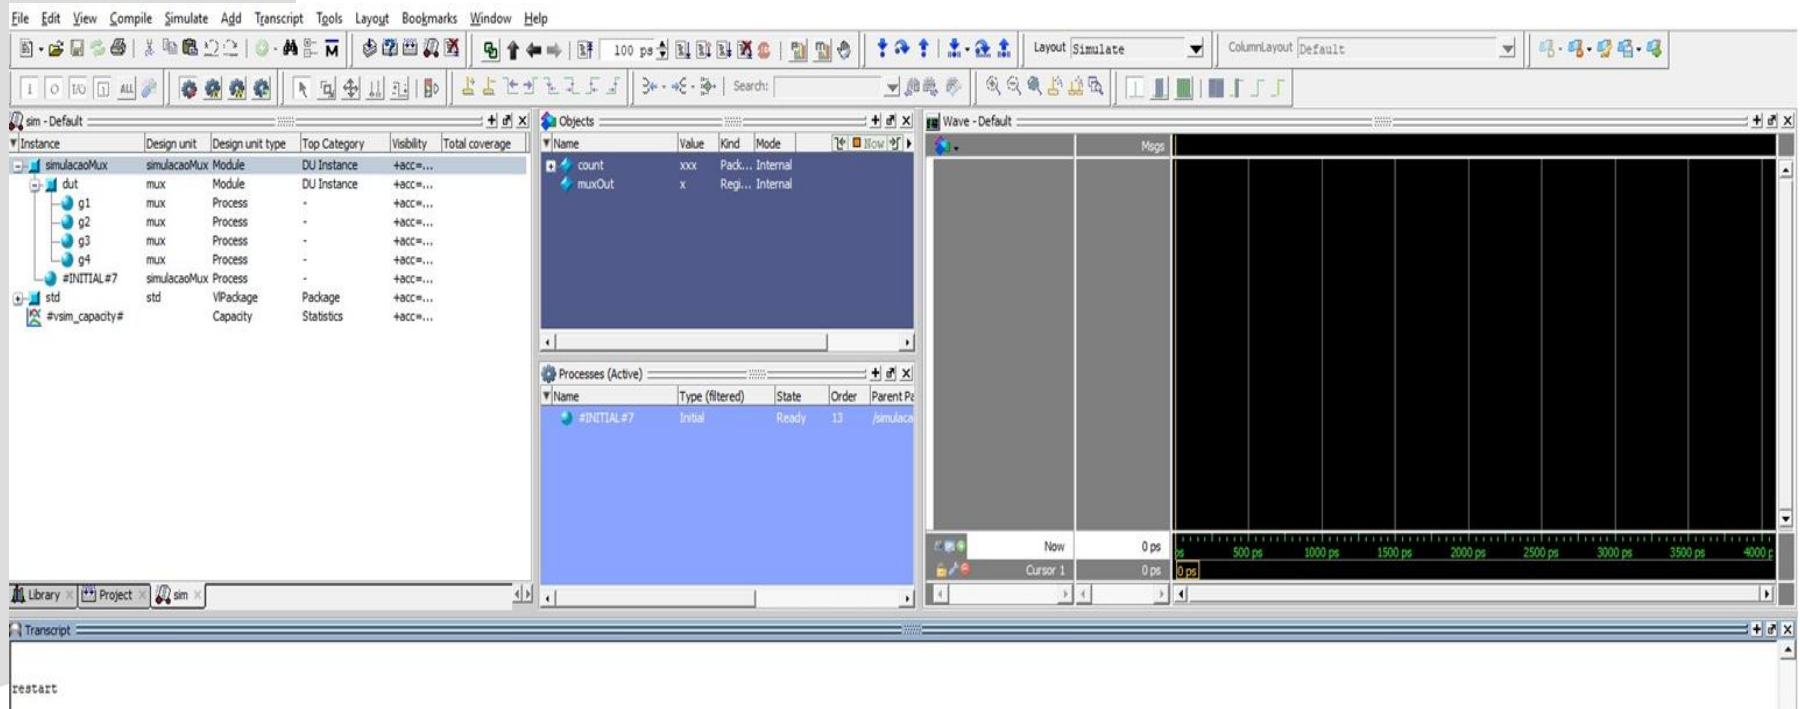 File Edit View Compile Simulate Add Transcript Tools Layout Bookmarks Window Help
100 ps Layout Simulate ColumnLayout Default
I O I/O ALL Search:
sim - Default
Instance Design unit Design unit type Top Category Visibility Total coverage
simulacaoMux simulacaoMux Module DU Instance +acc=...
dut mux Module DU Instance +acc=...
g1 mux Process - +acc=...
g2 mux Process - +acc=...
g3 mux Process - +acc=...
g4 mux Process - +acc=...
#INITIAL#7 simulacaoMux Process - +acc=...
std std VlPackage Package +acc=...
#vsim_capacity# Capacity Statistics +acc=...
Library Project sim
Objects
Name Value Kind Mode Now
count xxx Pack... Internal
muxOut x Regi... Internal
Processes (Active)
Name Type (filtered) State Order Parent Pa
#INITIAL#7 Initial Ready 13 /simulaca
Wave - Default
Msgs
Now 0 ps
ps 500 ps 1000 ps 1500 ps 2000 ps 2500 ps 3000 ps 3500 ps 4000 p
Cursor 1 0 ps 0 ps
Transcript
restart